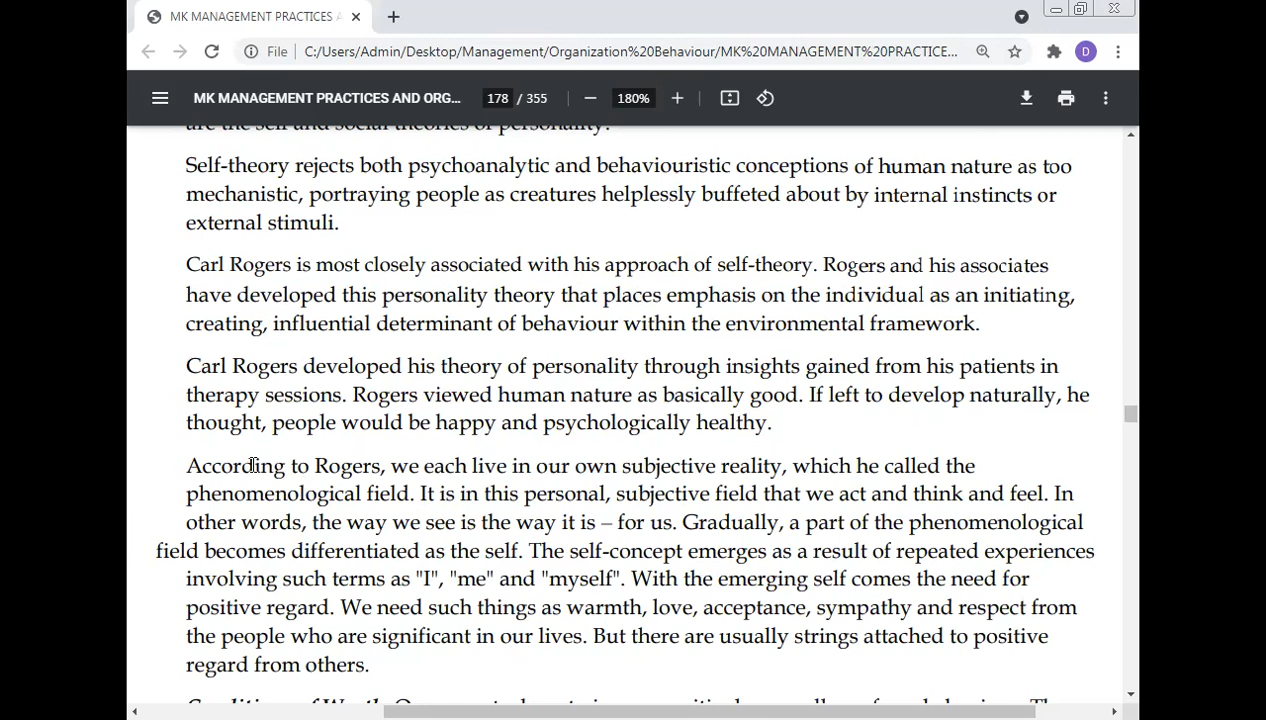 MK MANAGEMENT PRACTICES A
File C:/Users/Admin/Desktop/Management/Organization%20Behaviour/MK%20MANAGEMENT%20PRACTICE... D
MK MANAGEMENT PRACTICES AND ORG... 178 / 355 180%
are the self and social theories of personality.
Self-theory rejects both psychoanalytic and behaviouristic conceptions of human nature as too
mechanistic, portraying people as creatures helplessly buffeted about by internal instincts or
external stimuli.
Carl Rogers is most closely associated with his approach of self-theory. Rogers and his associates
have developed this personality theory that places emphasis on the individual as an initiating,
creating, influential determinant of behaviour within the environmental framework.
Carl Rogers developed his theory of personality through insights gained from his patients in
therapy sessions. Rogers viewed human nature as basically good. If left to develop naturally, he
thought, people would be happy and psychologically healthy.
According to Rogers, we each live in our own subjective reality, which he called the
phenomenological field. It is in this personal, subjective field that we act and think and feel. In
other words, the way we see is the way it is – for us. Gradually, a part of the phenomenological
field becomes differentiated as the self. The self-concept emerges as a result of repeated experiences
involving such terms as "I", "me" and "myself". With the emerging self comes the need for
positive regard. We need such things as warmth, love, acceptance, sympathy and respect from
the people who are significant in our lives. But there are usually strings attached to positive
regard from others.